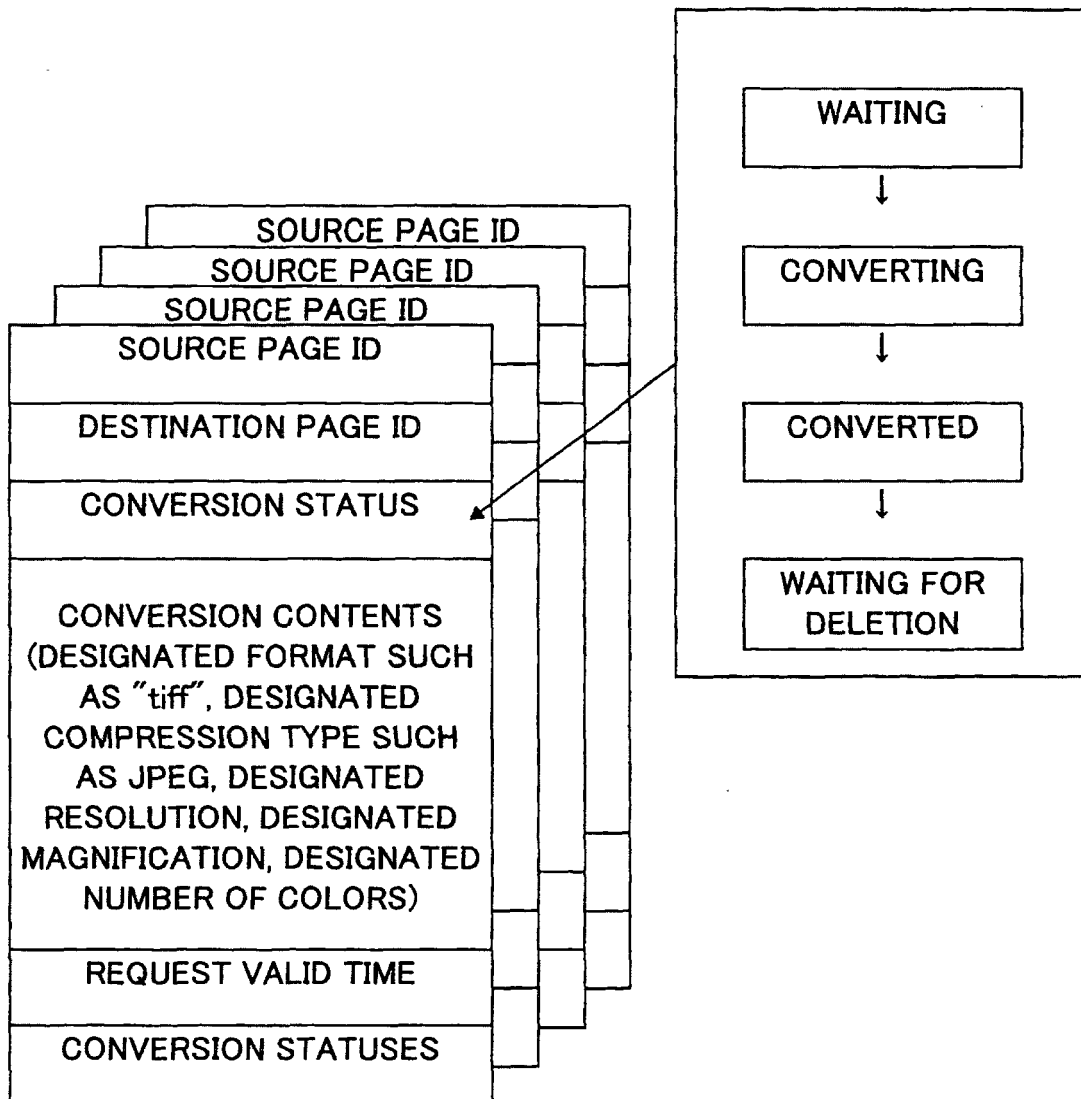 SOURCE PAGE ID
SOURCE PAGE ID
SOURCE PAGE ID
SOURCE PAGE ID
DESTINATION PAGE ID
CONVERSION STATUS
CONVERSION CONTENTS
(DESIGNATED FORMAT SUCH
AS "tiff", DESIGNATED
COMPRESSION TYPE SUCH
AS JPEG, DESIGNATED
RESOLUTION, DESIGNATED
MAGNIFICATION, DESIGNATED
NUMBER OF COLORS)
REQUEST VALID TIME
CONVERSION STATUSES
WAITING
↓
CONVERTING
↓
CONVERTED
↓
WAITING FOR
DELETION